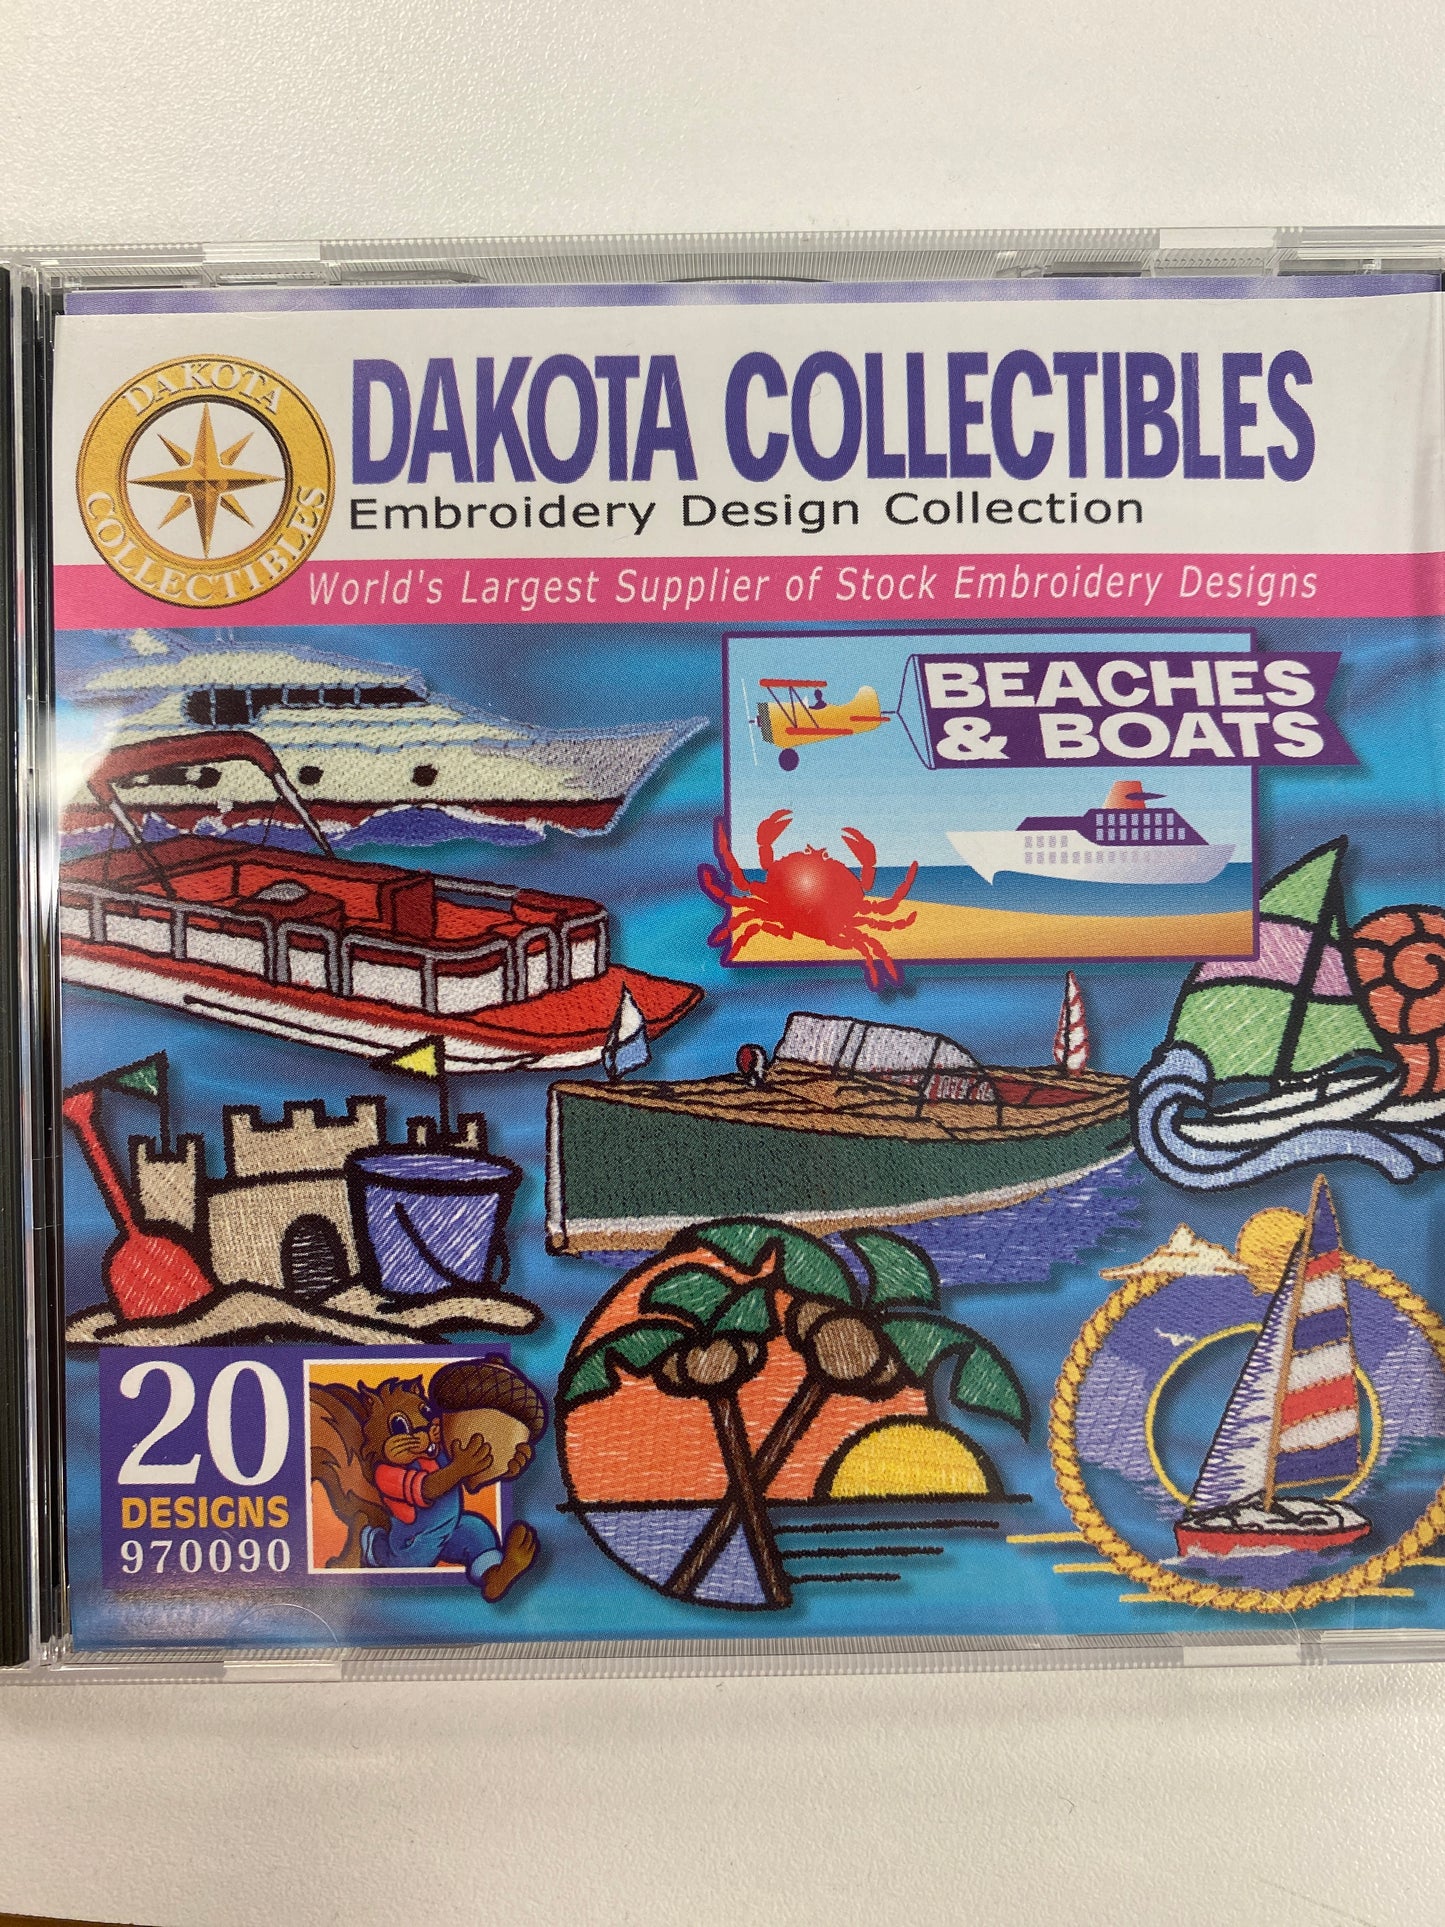 DAKOTA
COLLECTIBLES
DAKOTA COLLECTIBLES
Embroidery Design Collection
World's Largest Supplier of Stock Embroidery Designs
BEACHES
& BOATS
20
DESIGNS
970090